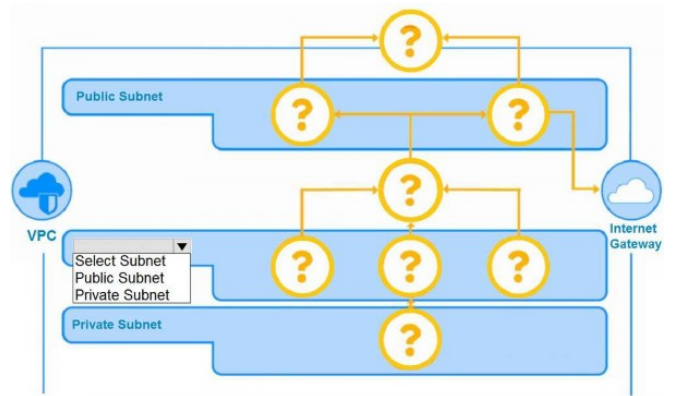 ?
Public Subnet
? ?
?
VPC
Internet
Gateway
Select Subnet
Public Subnet
Private Subnet
? ? ?
Private Subnet
?